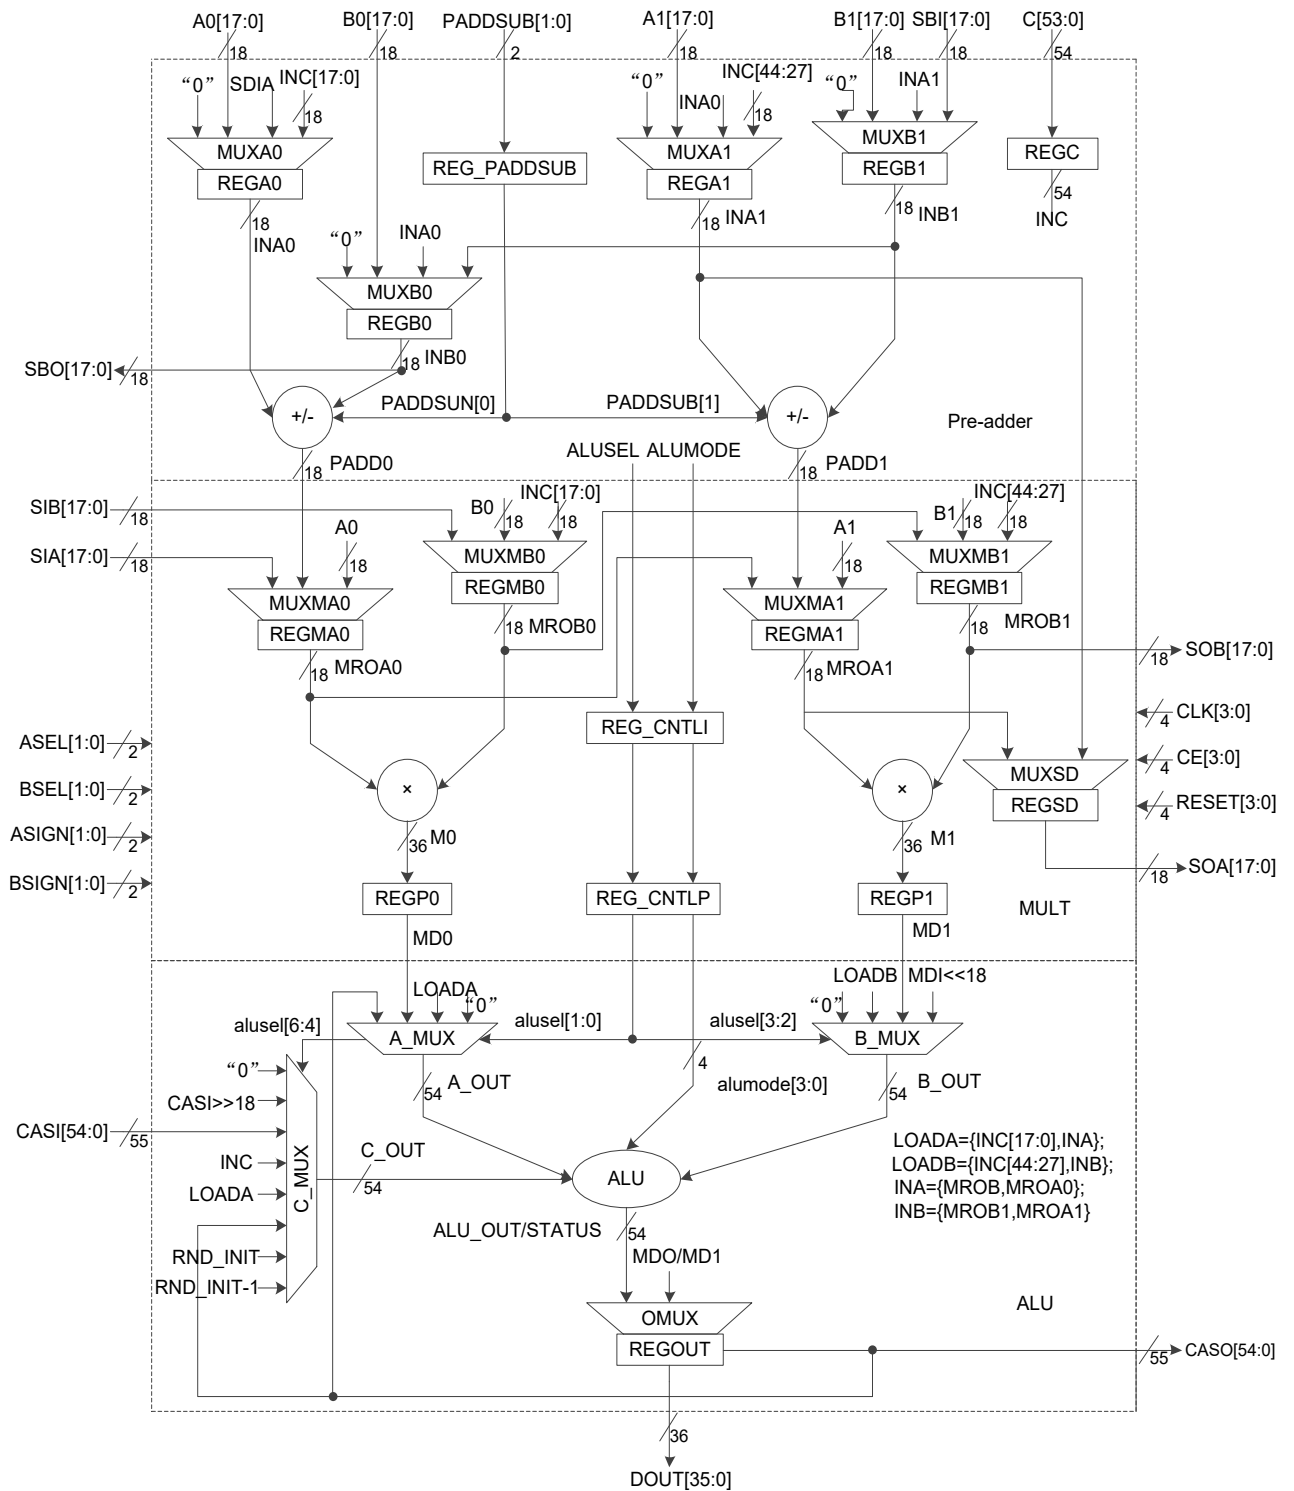 A0[17:0] B0[17:0] PADDSUB[1:0] A1[17:0] B1[17:0] SBI[17:0] C[53:0]
18 18 2 18 18 18 54
“0” SDIA INC[17:0] “0” INA0 INC[44:27] “0” INA1
18 18
MUXA0 REG_PADDSUB MUXA1 MUXB1 REGC
REGA0 REGA1 REGB1
54
18 18 INA1 18 INB1 INC
INA0 “0” INA0
MUXB0
REGB0
SBO[17:0] 18 18 INB0
+/- PADDSUN[0] PADDSUB[1] +/- Pre-adder
18 PADD0 ALUSEL ALUMODE 18 PADD1
SIB[17:0] 18 B0 18 INC[17:0] 18 B1 18 INC[44:27] 18
SIA[17:0] 18 A0 18 MUXMB0 A1 18 MUXMB1
MUXMA0 REGMB0 MUXMA1 REGMB1
REGMA0 18 MROB0 REGMA1 18 MROB1
18 MROA0 18 MROA1 18 SOB[17:0]
ASEL[1:0] 2 REG_CNTLI 4 CLK[3:0]
BSEL[1:0] 2 × × MUXSD 4 CE[3:0]
ASIGN[1:0] 2 REGSD 4 RESET[3:0]
36 M0 36 M1
BSIGN[1:0] 2 18 SOA[17:0]
REGP0 REG_CNTLP REGP1 MULT
MD0 MD1
LOADA “0” “0” LOADB MDI<<18
alusel[6:4] A_MUX alusel[1:0] alusel[3:2] B_MUX
“0” 54 A_OUT 4 alumode[3:0] 54 B_OUT
CASI>>18
CASI[54:0] 55 LOADA={INC[17:0],INA};
INC C_MUX C_OUT LOADB={INC[44:27],INB};
LOADA 54 ALU INA={MROB,MROA0};
INB={MROB1,MROA1}
ALU_OUT/STATUS 54
RND_INIT MDO/MD1
RND_INIT-1
OMUX ALU
REGOUT 55 CASO[54:0]
36
DOUT[35:0]